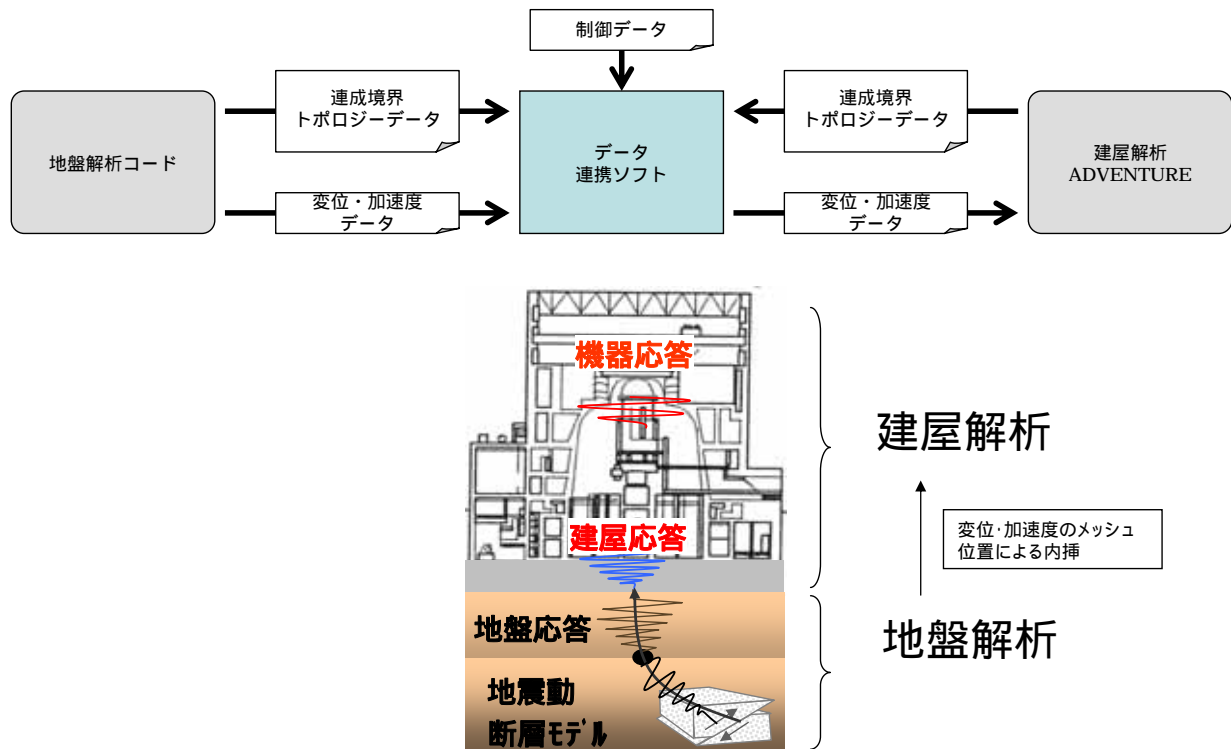 制御データ
連成境界
トポロジーデータ
連成境界
トポロジーデータ
地盤解析コード
データ
連携ソフト
建屋解析
ADVENTURE
変位・加速度
データ
変位・加速度
データ
機器応答
建屋解析
建屋応答
変位･加速度のメッシュ
位置による内挿
地盤応答
地盤解析
地震動
断層ﾓﾃﾞﾙ